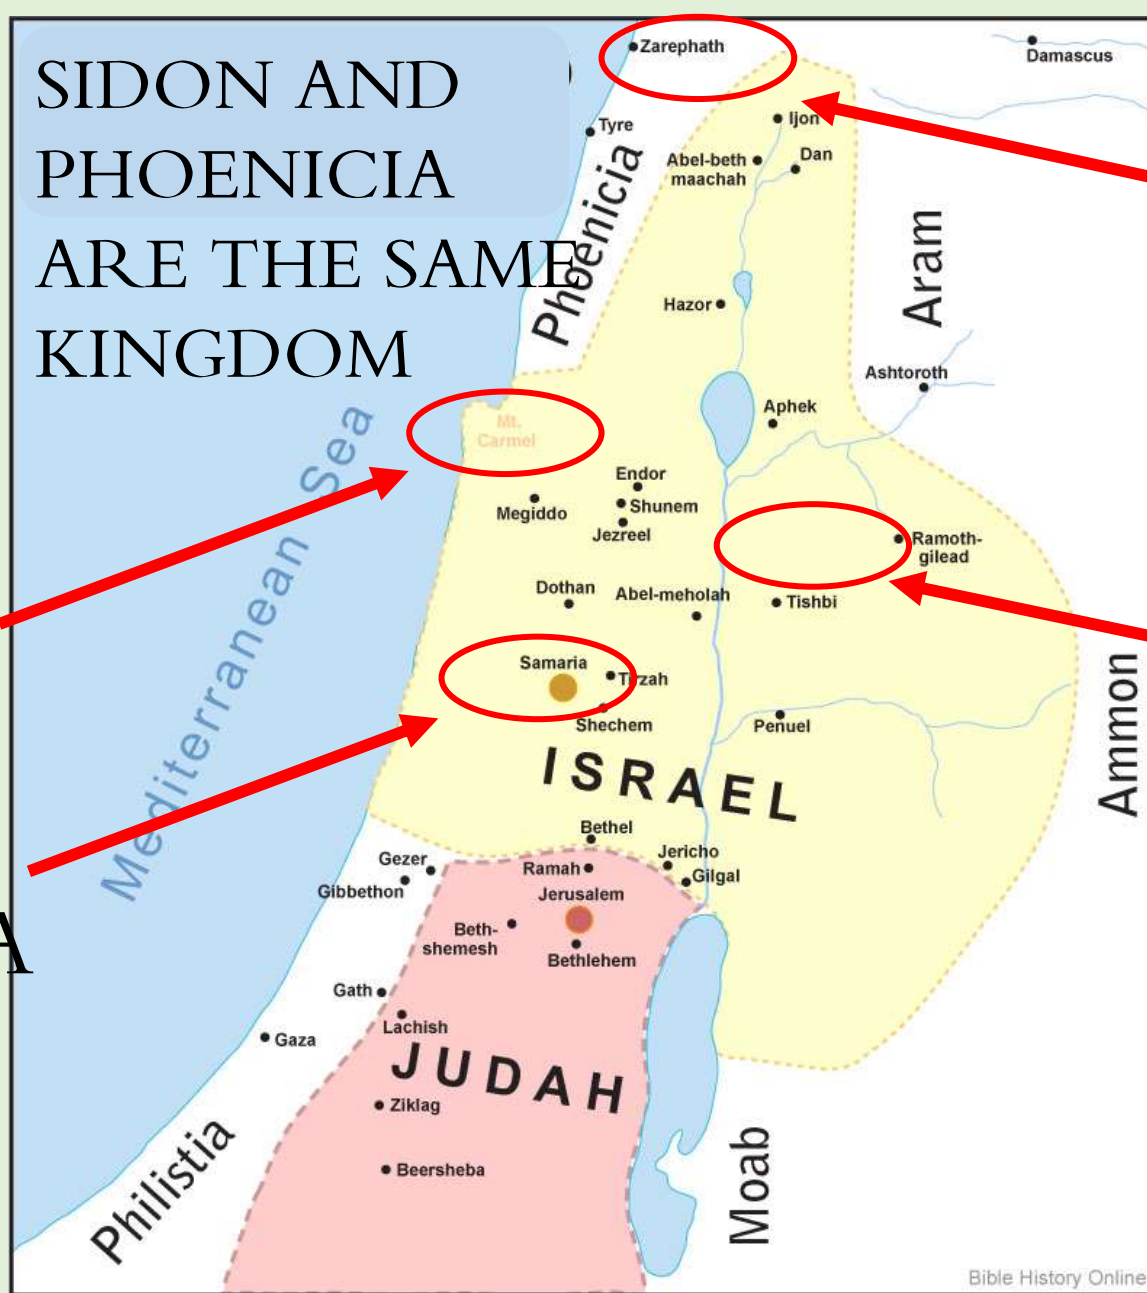 SIDON AND
PHOENICIA
ARE THE SAME
KINGDOM
Zarephath
Damascus
Tyre
Ijon
Abel-beth
maachah
Dan
Phoenicia
Aram
Hazor
Ashtoroth
Aphek
Mt.
Carmel
Mediterranean Sea
Endor
Megiddo
Shunem
Jezreel
Ramoth-
gilead
Dothan
Abel-meholah
Tishbi
Samaria
Tirzah
Shechem
Penuel
Ammon
ISRAEL
Bethel
Gezer
Ramah
Jericho
Gibbethon
Gilgal
Jerusalem
A
Beth-
shemesh
Bethlehem
Gath
Lachish
Gaza
JUDAH
Ziklag
Philistia
Beersheba
Moab
Bible History Online